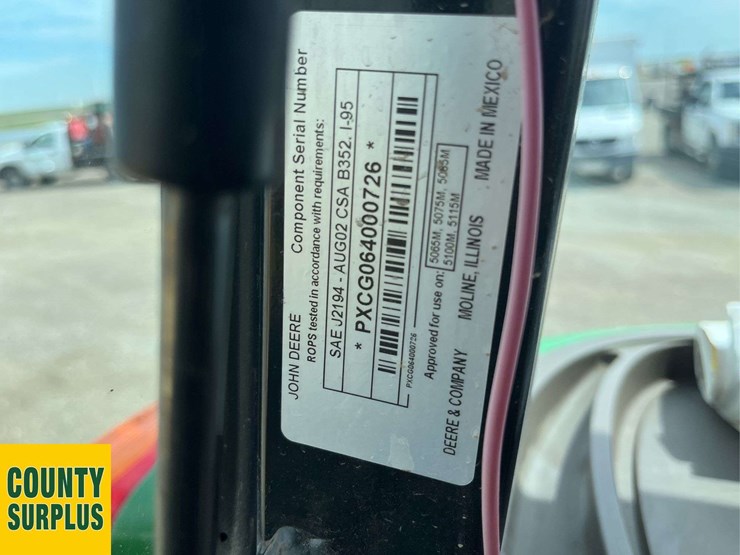 JOHN DEERE Component Serial Number
ROPS tested in accordance with requirements:
SAE J2194 - AUG02 CSA B352. I-95
* PXCG064000726 *
PXCG064000726
Approved for use on: 5065M, 5075M, 5085M
5100M, 5115M
DEERE & COMPANY MOLINE, ILLINOIS MADE IN MEXICO
COUNTY
SURPLUS